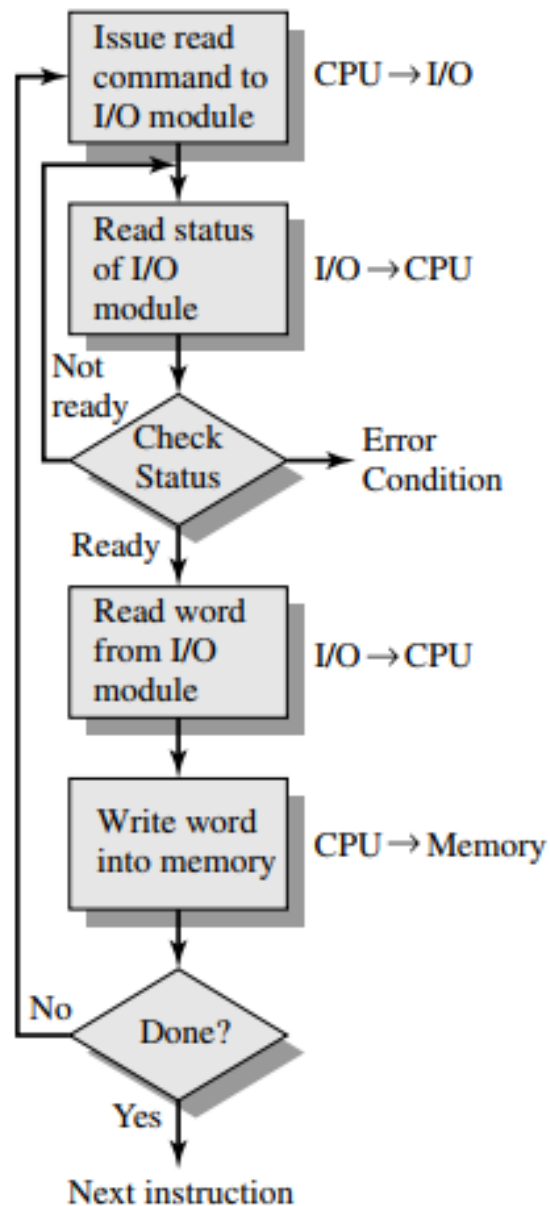 Issue read
command to
I/O module
CPU → I/O
Read status
of I/O
module
I/O → CPU
Not
ready
Check
Status
Error
Condition
Ready
Read word
from I/O
module
I/O → CPU
Write word
into memory
CPU → Memory
No
Done?
Yes
Next instruction